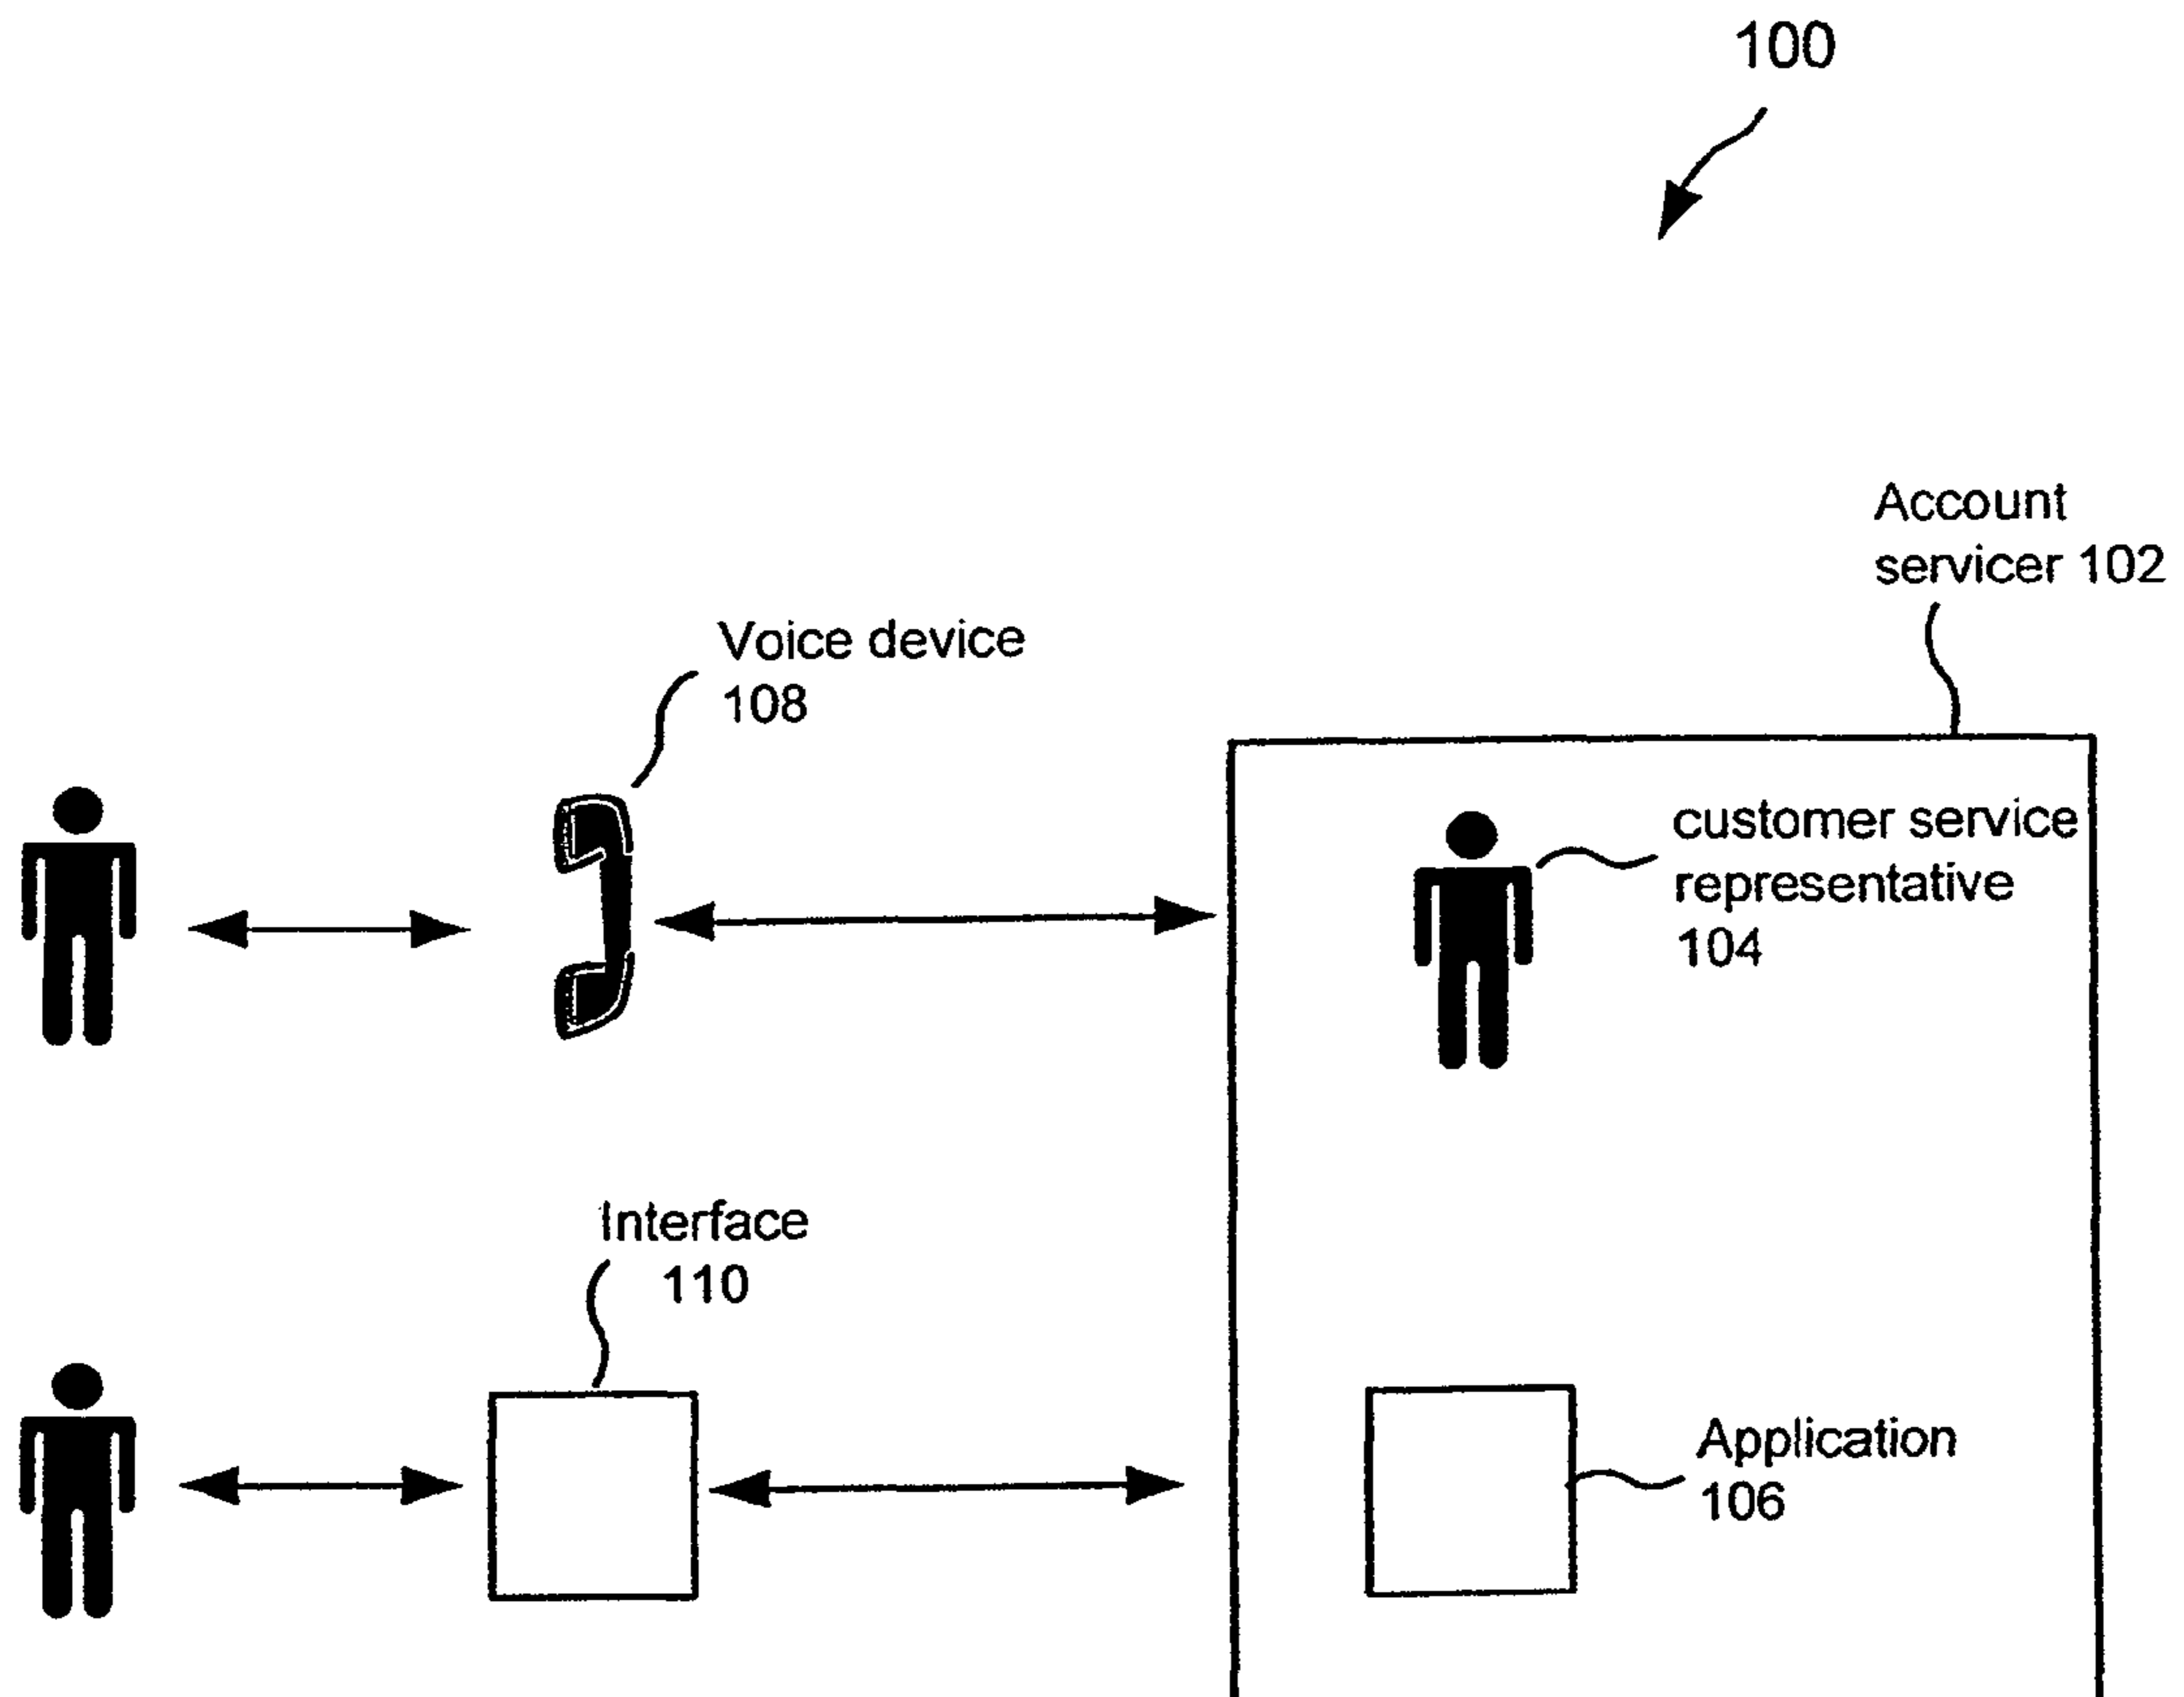 100
Account
servicer 102
Voice device
108
customer service
representative
104
Interface
110
Application
106